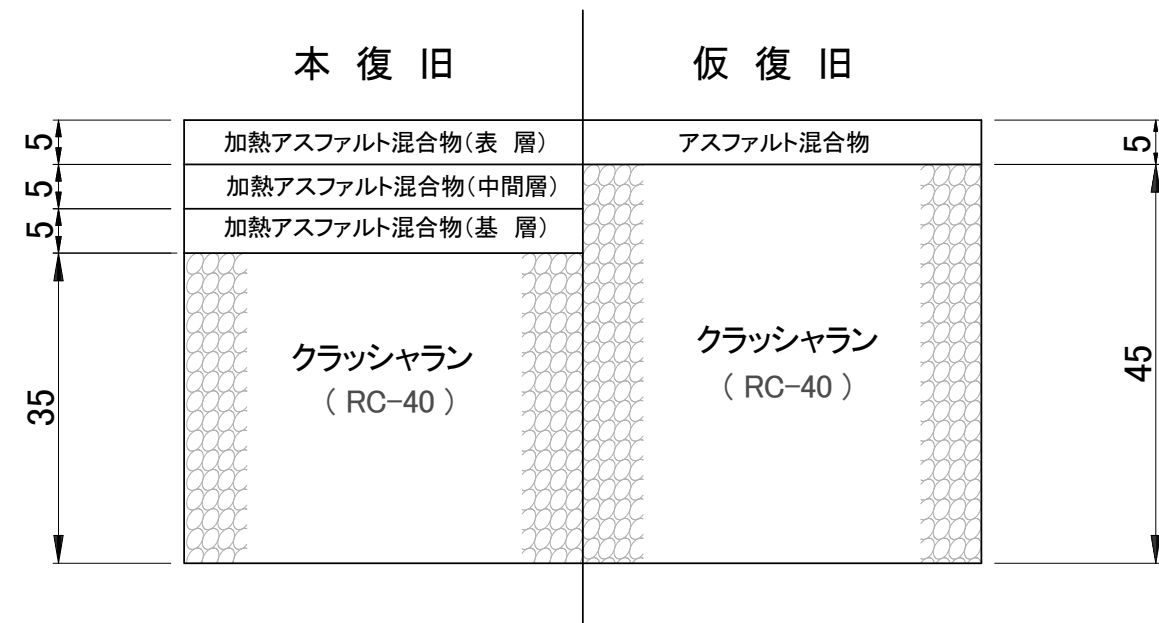 本 復 旧
仮 復 旧
5
加熱アスファルト混合物(表 層)
アスファルト混合物
5
5
加熱アスファルト混合物(中間層)
5
加熱アスファルト混合物(基 層)
35
クラッシャラン
( RC-40 )
クラッシャラン
( RC-40 )
45